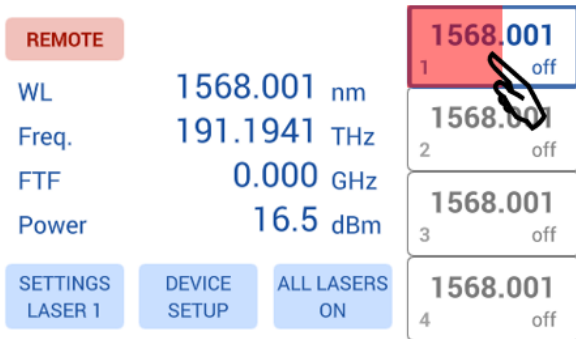 REMOTE
WL 1568.001 nm
Freq. 191.1941 THz
FTF 0.000 GHz
Power 16.5 dBm
SETTINGS
LASER 1
DEVICE
SETUP
ALL LASERS
ON
1568.001
1 off
1568.001
2 off
1568.001
3 off
1568.001
4 off